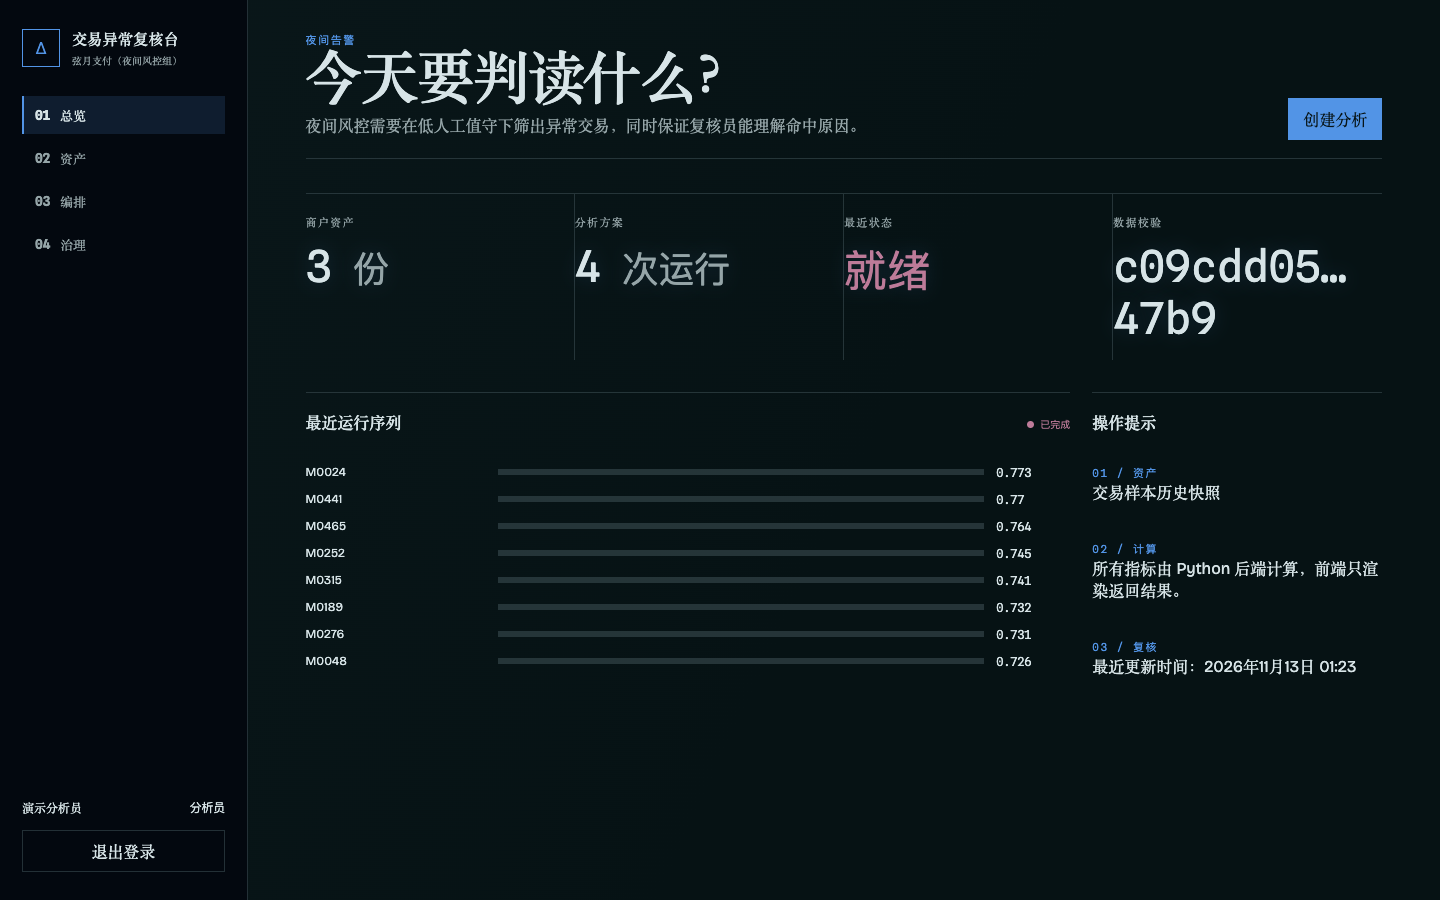 Δ
交易异常复核台
弦月支付（夜间风控组）
01 总览
02 资产
03 编排
04 治理
演示分析员 分析员
退出登录
夜间告警
今天要判读什么?
夜间风控需要在低人工值守下筛出异常交易，同时保证复核员能理解命中原因。
创建分析
商户资产
3 份
分析方案
4 次运行
最近状态
就绪
数据校验
c09cdd05…
47b9
最近运行序列
已完成
M0024 0.773
M0441 0.77
M0465 0.764
M0252 0.745
M0315 0.741
M0189 0.732
M0276 0.731
M0048 0.726
操作提示
01 / 资产
交易样本历史快照
02 / 计算
所有指标由 Python 后端计算，前端只渲
染返回结果。
03 / 复核
最近更新时间：2026年11月13日 01:23